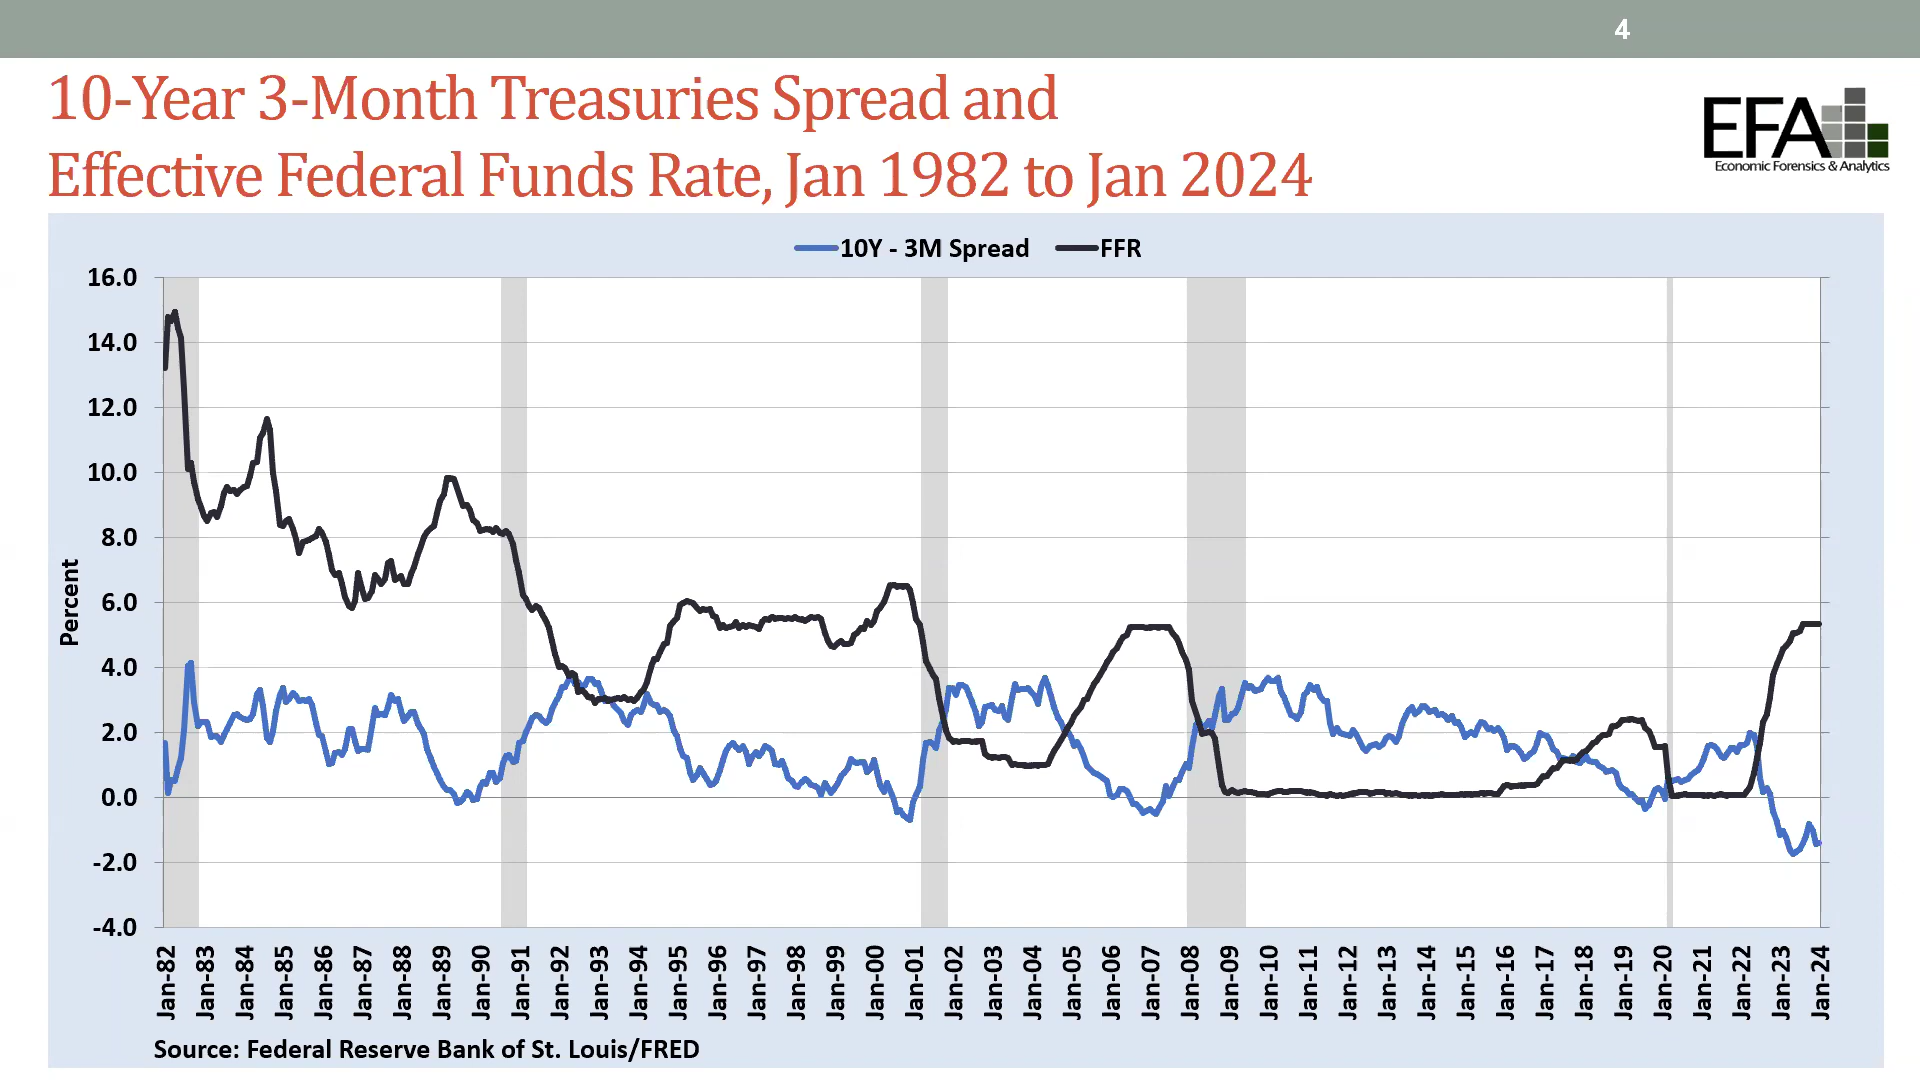 4
10-Year 3-Month Treasuries Spread and
Effective Federal Funds Rate, Jan 1982 to Jan 2024
EFA
Economic Forensics & Analytics
10Y - 3M Spread FFR
16.0
14.0
12.0
10.0
8.0
6.0
4.0
2.0
0.0
-2.0
-4.0
Percent
Jan-82
Jan-83
Jan-84
Jan-85
Jan-86
Jan-87
Jan-88
Jan-89
Jan-90
Jan-91
Jan-92
Jan-93
Jan-94
Jan-95
Jan-96
Jan-97
Jan-98
Jan-99
Jan-00
Jan-01
Jan-02
Jan-03
Jan-04
Jan-05
Jan-06
Jan-07
Jan-08
Jan-09
Jan-10
Jan-11
Jan-12
Jan-13
Jan-14
Jan-15
Jan-16
Jan-17
Jan-18
Jan-19
Jan-20
Jan-21
Jan-22
Jan-23
Jan-24
Source: Federal Reserve Bank of St. Louis/FRED